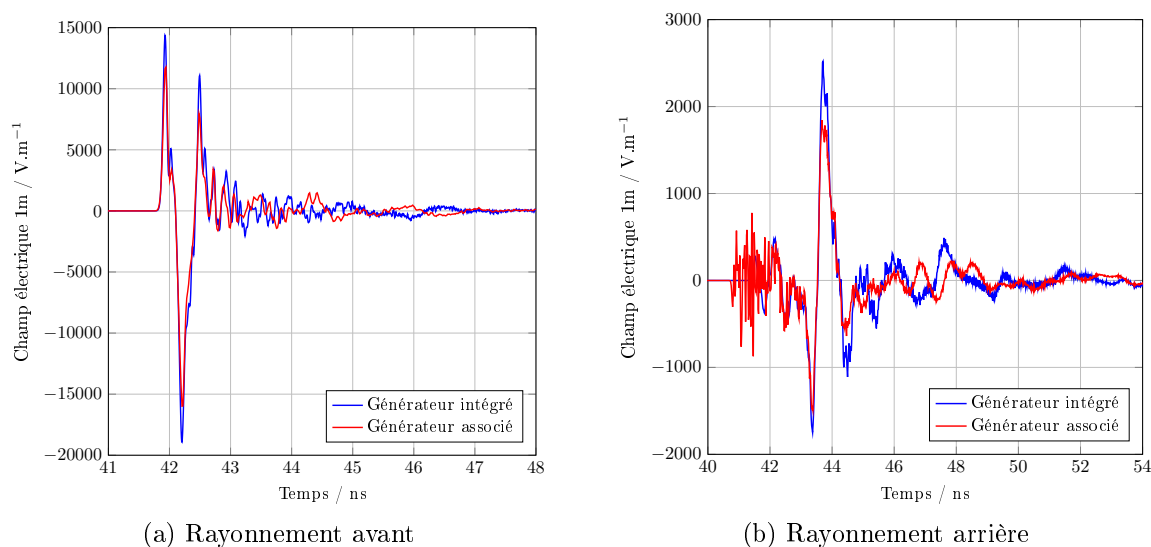 15000
10000
5000
0
−5000
−10000
−15000
−20000
41 42 43 44 45 46 47 48
Champ électrique 1m / V.m⁻¹
Temps / ns
Générateur intégré
Générateur associé
(a) Rayonnement avant
3000
2000
1000
0
−1000
−2000
40 42 44 46 48 50 52 54
Champ électrique 1m / V.m⁻¹
Temps / ns
Générateur intégré
Générateur associé
(b) Rayonnement arrière